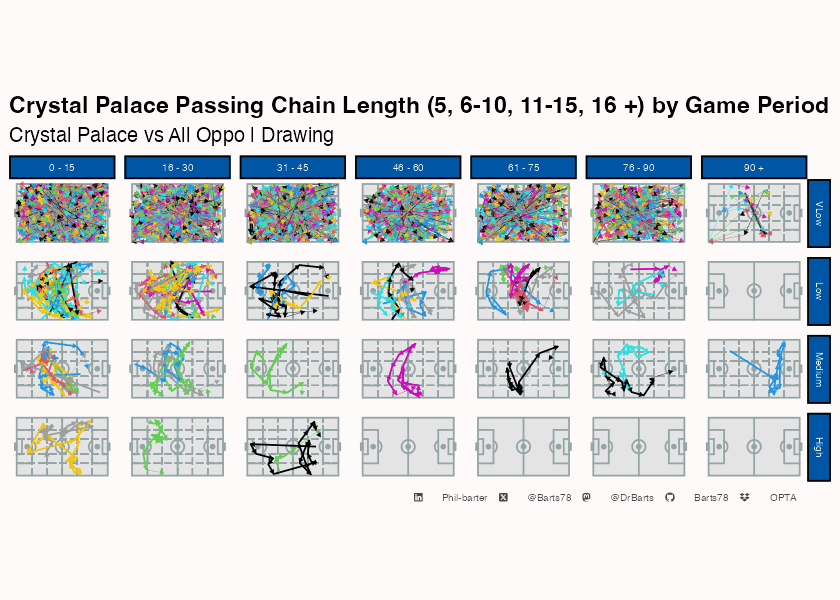 Crystal Palace Passing Chain Length (5, 6-10, 11-15, 16 +) by Game Period
Crystal Palace vs All Oppo I Drawing
0 - 15 16 - 30 31 - 45 46 - 60 61 - 75 76 - 90 90 +
VLow
Low
Medium
High
Phil-barter @Barts78 @DrBarts Barts78 OPTA